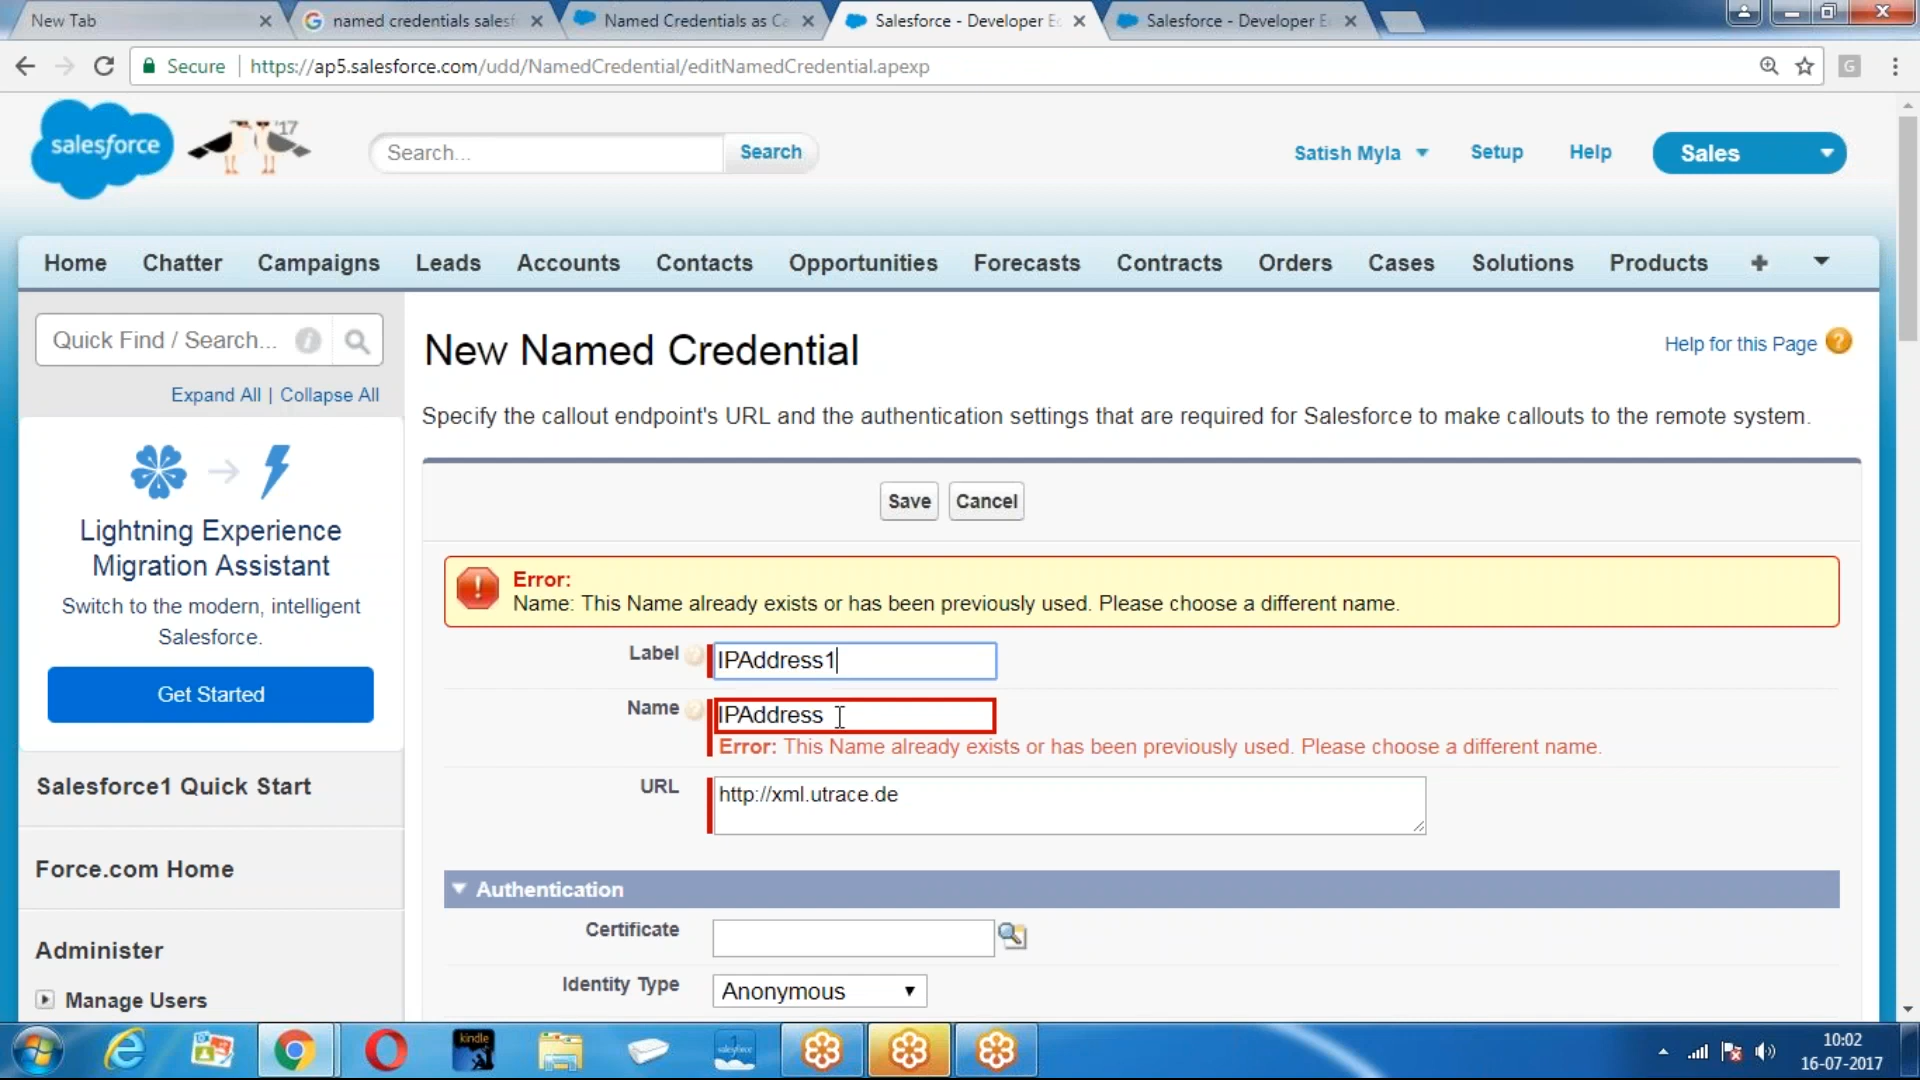 New Tab
named credentials salesf
Named Credentials as Ca
Salesforce - Developer Ec
Salesforce - Developer E
Secure
https://ap5.salesforce.com/udd/NamedCredential/editNamedCredential.apexp
G
salesforce
'17
Search...
Search
Satish Myla
Setup
Help
Sales
Home
Chatter
Campaigns
Leads
Accounts
Contacts
Opportunities
Forecasts
Contracts
Orders
Cases
Solutions
Products
+
Quick Find / Search...
Expand All | Collapse All
Lightning Experience
Migration Assistant
Switch to the modern, intelligent
Salesforce.
Get Started
Salesforce1 Quick Start
Force.com Home
Administer
Manage Users
New Named Credential
Help for this Page
Specify the callout endpoint's URL and the authentication settings that are required for Salesforce to make callouts to the remote system.
Save
Cancel
Error:
Name: This Name already exists or has been previously used. Please choose a different name.
Label
IPAddress1
Name
IPAddress
Error: This Name already exists or has been previously used. Please choose a different name.
URL
http://xml.utrace.de
Authentication
Certificate
Identity Type
Anonymous
kindle
salesforce
10:02
16-07-2017